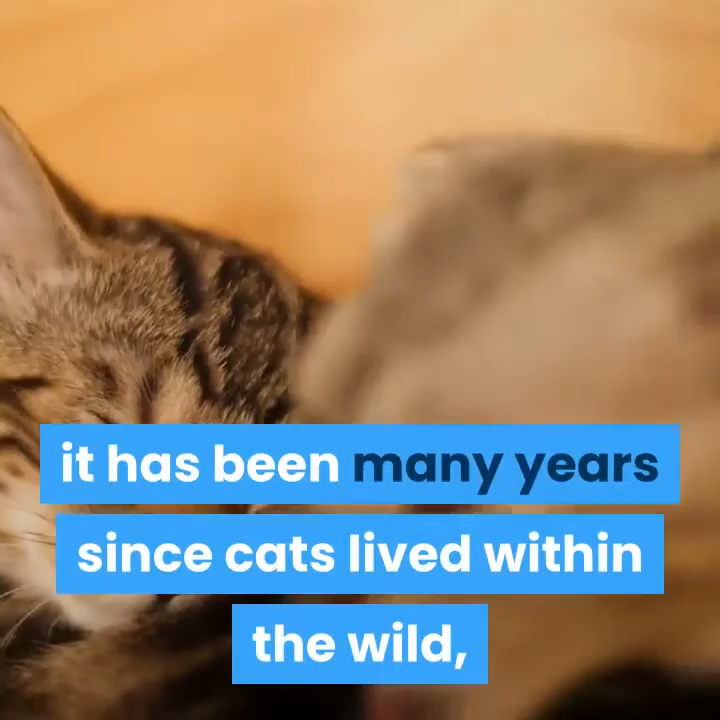 it has been many years
since cats lived within
the wild,